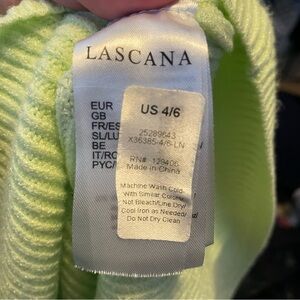 LASCANA
EUR
GB
FR/ES
SL/LU
BE
IT/RO
PYC/
US 4/6
25289643
X36385-4/6-LN
RN# 129406
Made in China
Machine Wash Cold
With Similar Colors/
Not Bleach/Line Dry/
Cool Iron as Needed/
Do Not Dry Clean